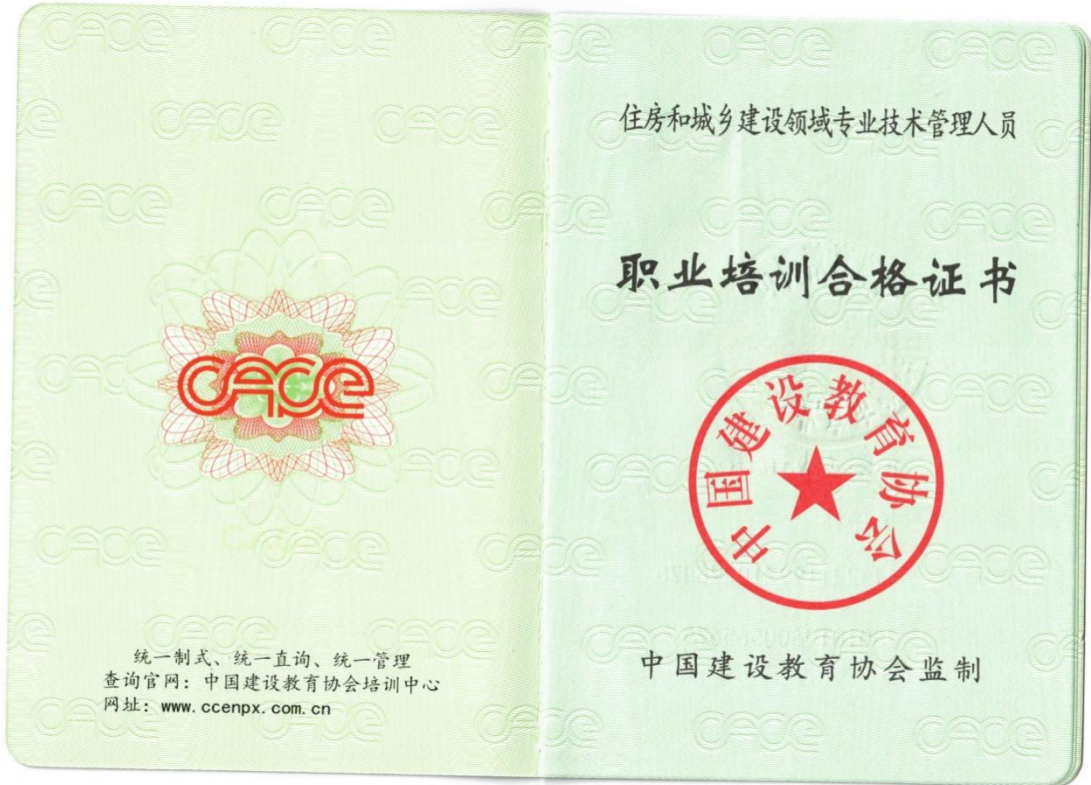 CACE
统一制式、统一直询、统一管理
查询官网：中国建设教育协会培训中心
网址：www.ccenpx.com.cn
住房和城乡建设领域专业技术管理人员
职业培训合格证书
中国建设教育协会
中国建设教育协会监制